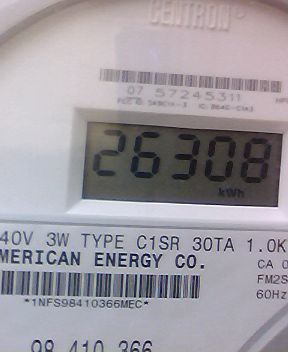 CENTRON®
07 57245311
26308
kWh
40V 3W TYPE C1SR 30TA 1.0K
MERICAN ENERGY CO.
CA 0
FM2S
60Hz
*1NFS98410366MEC*
98 410 366